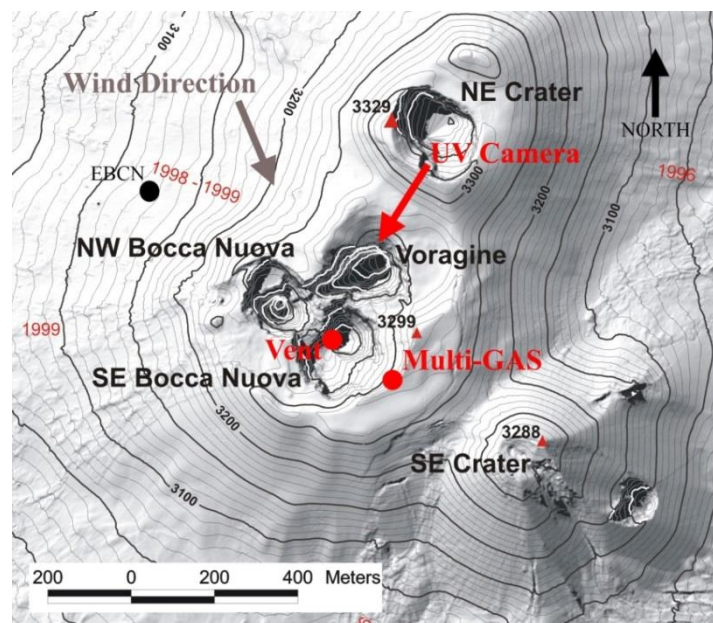 3100
Wind Direction
3200
NE Crater
3329
NORTH
UV Camera
EBCN
1998 - 1999
1996
3300
3200
3100
NW Bocca Nuova
Voragine
1999
3299
Vent
Multi-GAS
SE Bocca Nuova
3200
3288
SE Crater
3100
200 0 200 400 Meters